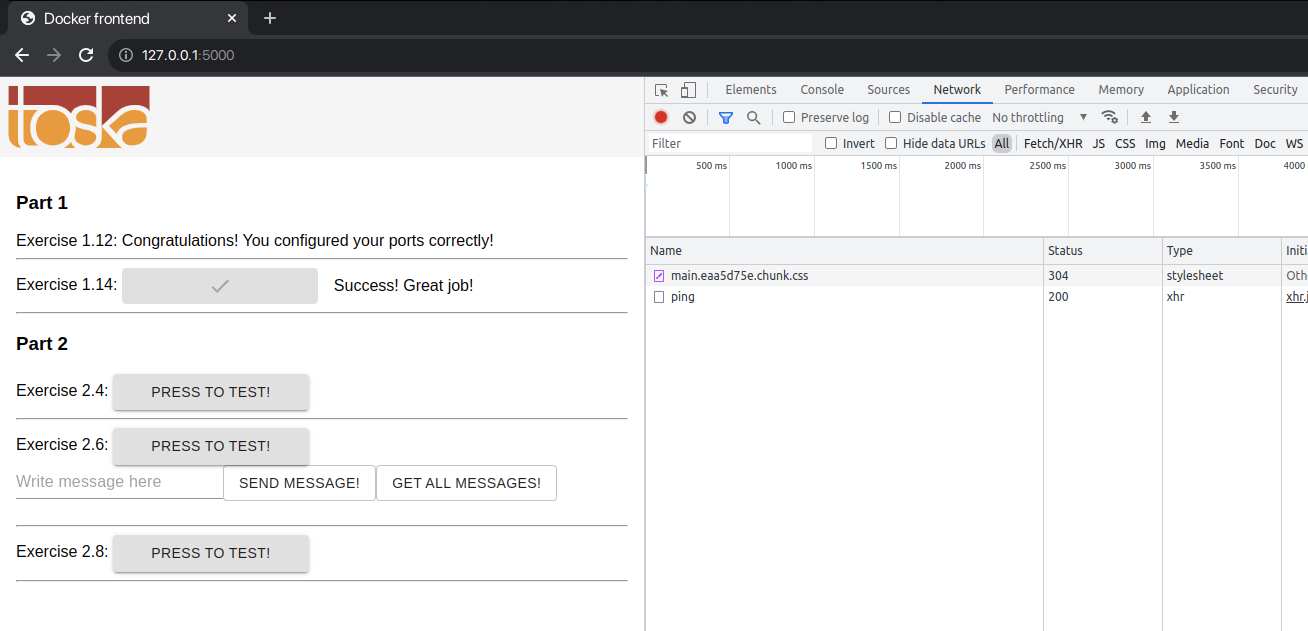 Docker frontend
127.0.0.1:5000
toska
Part 1
Exercise 1.12: Congratulations! You configured your ports correctly!
Exercise 1.14: Success! Great job!
Part 2
Exercise 2.4: PRESS TO TEST!
Exercise 2.6: PRESS TO TEST!
Write message here SEND MESSAGE! GET ALL MESSAGES!
Exercise 2.8: PRESS TO TEST!
Elements Console Sources Network Performance Memory Application Security
Preserve log Disable cache No throttling
Filter Invert Hide data URLs All Fetch/XHR JS CSS Img Media Font Doc WS
500 ms 1000 ms 1500 ms 2000 ms 2500 ms 3000 ms 3500 ms 4000
Name Status Type Initi
main.eaa5d75e.chunk.css 304 stylesheet Oth
ping 200 xhr xhr.j